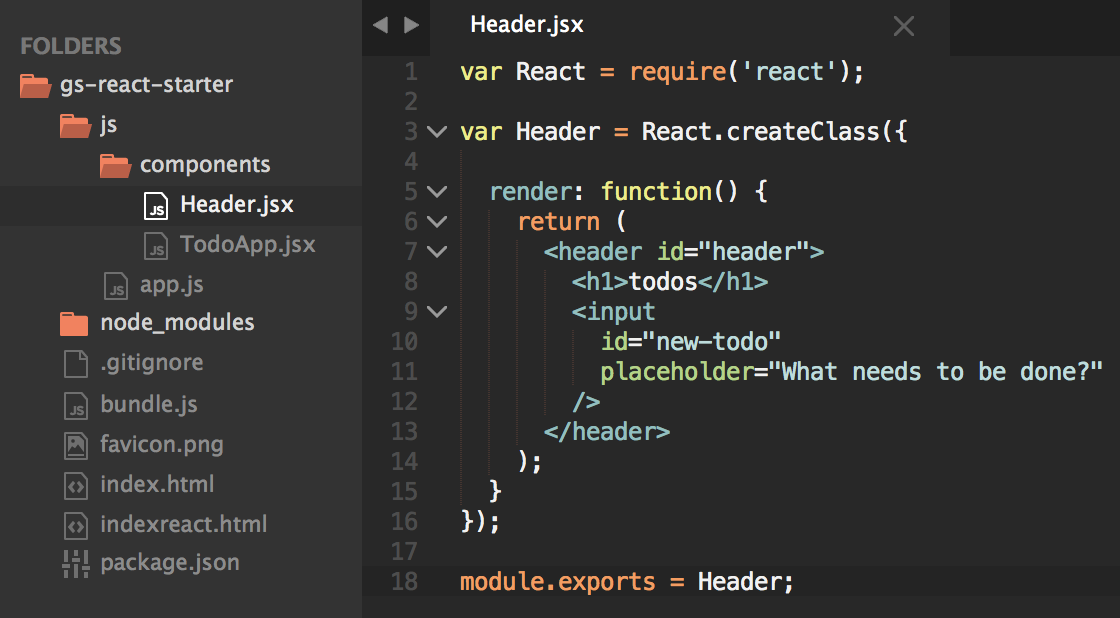 FOLDERS
gs-react-starter
js
components
Header.jsx
TodoApp.jsx
app.js
node_modules
.gitignore
bundle.js
favicon.png
index.html
indexreact.html
package.json
Header.jsx
1 var React = require('react');
2
3 var Header = React.createClass({
4
5   render: function() {
6     return (
7       <header id="header">
8         <h1>todos</h1>
9         <input
10           id="new-todo"
11           placeholder="What needs to be done?"
12         />
13       </header>
14     );
15   }
16 });
17
18 module.exports = Header;